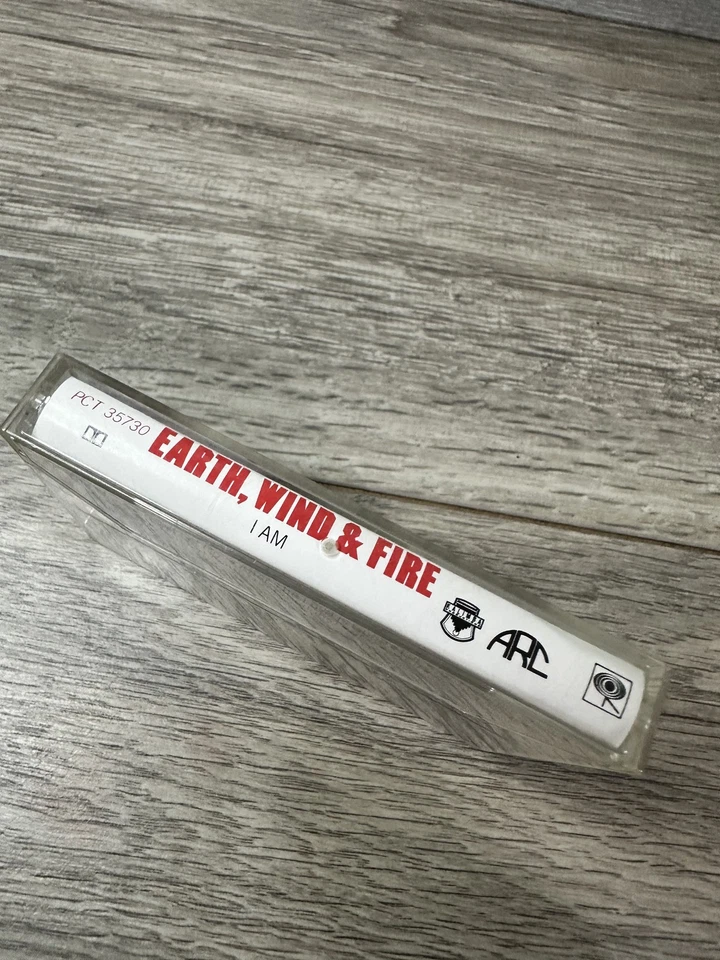 PCT 35730
EARTH, WIND & FIRE
I AM
ARC